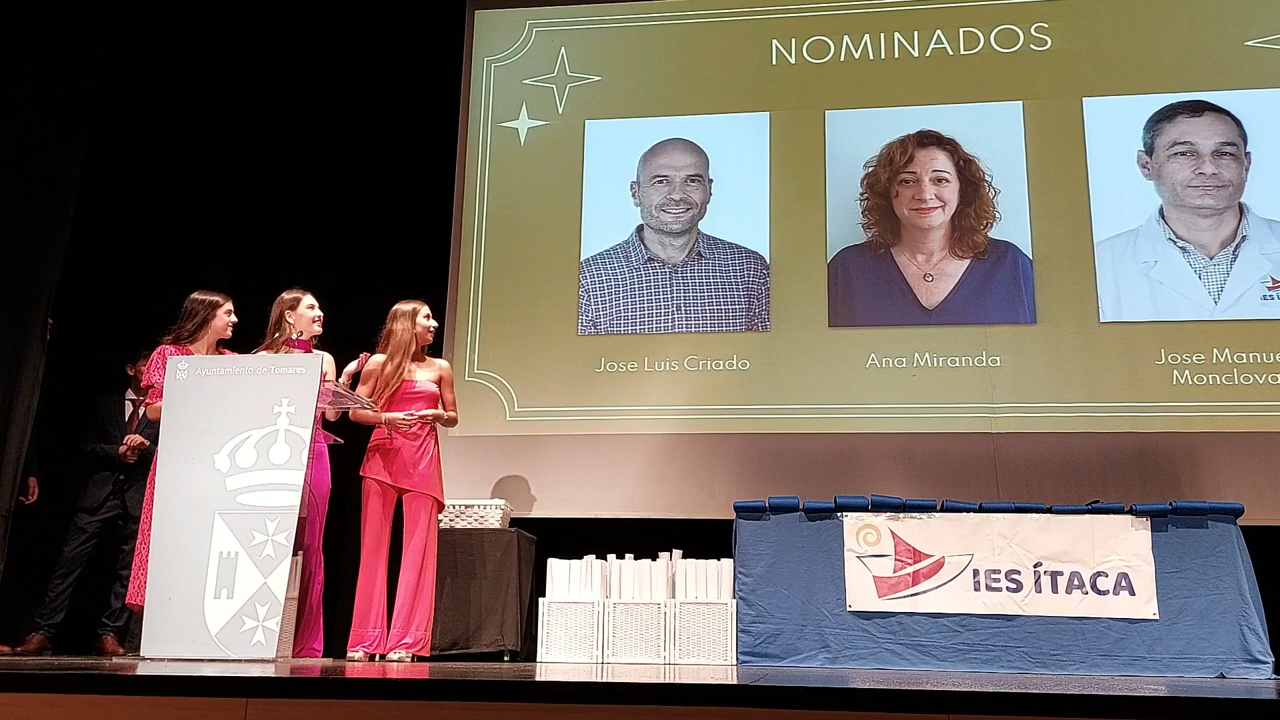 NOMINADOS
Jose Luis Criado
Ana Miranda
Jose Manue
Monclova
Ayuntamiento de Tomares
IES ÍTACA